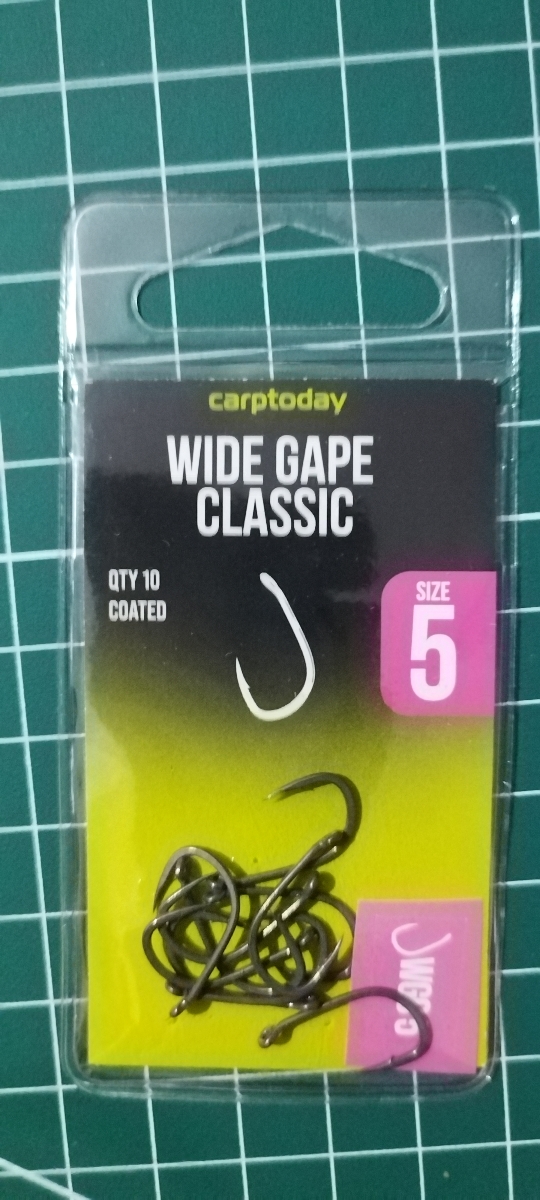 carptoday
WIDE GAPE
CLASSIC
QTY 10
COATED
SIZE
5